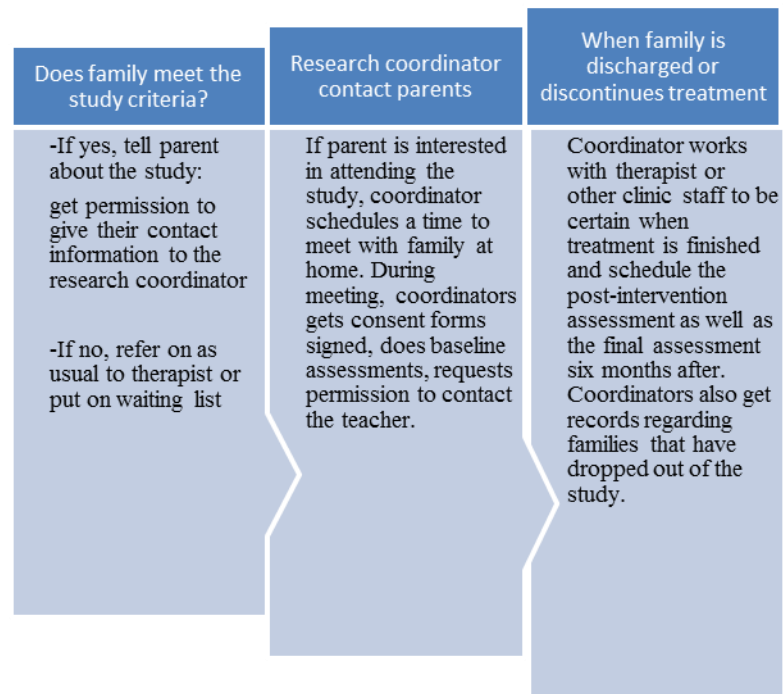 Does family meet the
study criteria?
-If yes, tell parent
about the study:
get permission to
give their contact
information to the
research coordinator
-If no, refer on as
usual to therapist or
put on waiting list
Research coordinator
contact parents
If parent is interested
in attending the
study, coordinator
schedules a time to
meet with family at
home. During
meeting, coordinators
gets consent forms
signed, does baseline
assessments, requests
permission to contact
the teacher.
When family is
discharged or
discontinues treatment
Coordinator works
with therapist or
other clinic staff to be
certain when
treatment is finished
and schedule the
post-intervention
assessment as well as
the final assessment
six months after.
Coordinators also get
records regarding
families that have
dropped out of the
study.